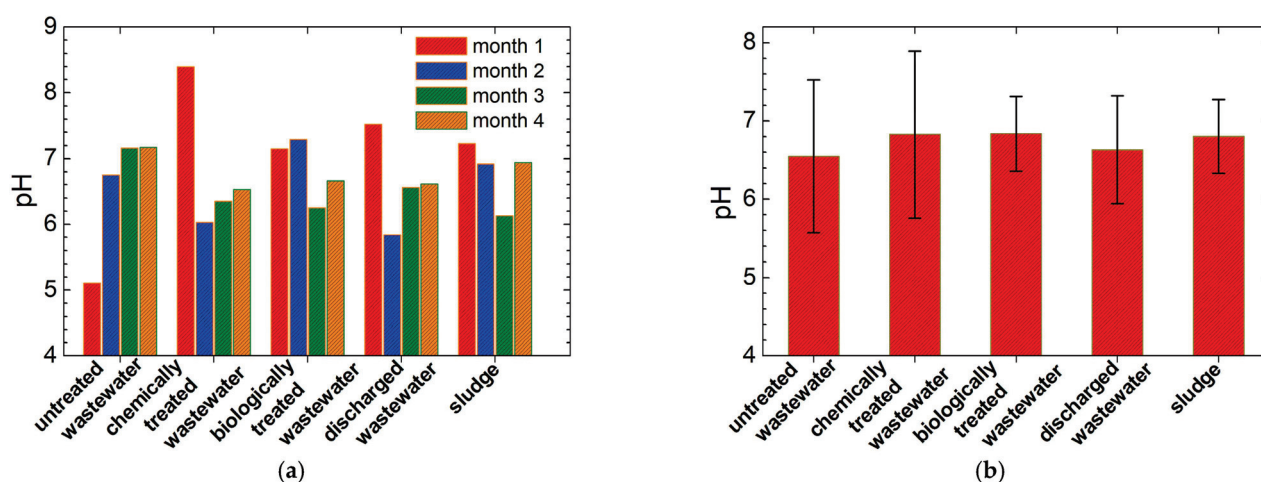 9
8
7
6
5
4
pH
month 1
month 2
month 3
month 4
untreated
wastewater
chemically
treated
wastewater
biologically
treated
wastewater
discharged
wastewater
sludge
(a)
8
7
6
5
4
pH
untreated
wastewater
chemically
treated
wastewater
biologically
treated
wastewater
discharged
wastewater
sludge
(b)